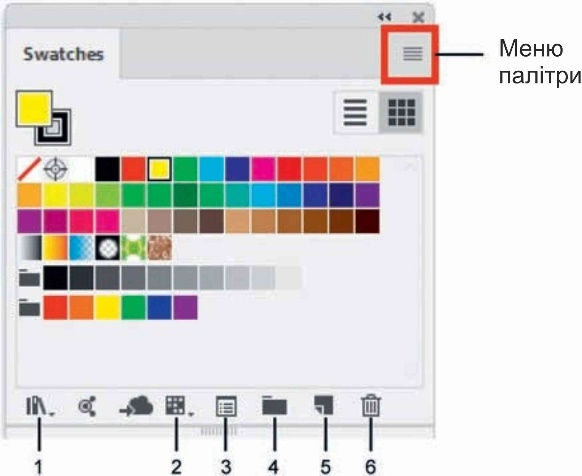 Swatches
Меню
палітри
1 2 3 4 5 6